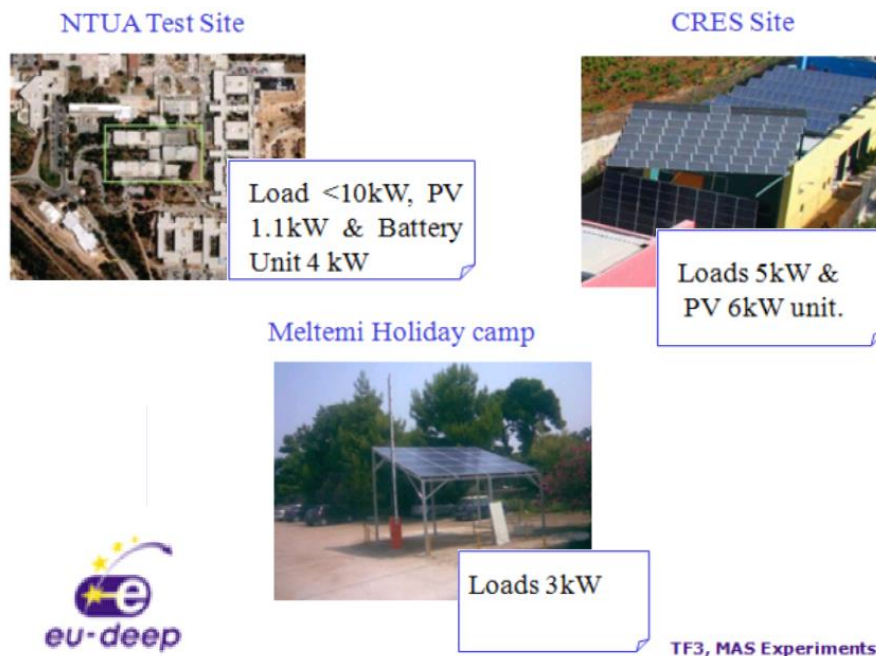 NTUA Test Site
CRES Site
Load <10kW, PV
1.1kW & Battery
Unit 4 kW
Loads 5kW &
PV 6kW unit.
Meltemi Holiday camp
Loads 3kW
e
eu-deep
TF3, MAS Experiments